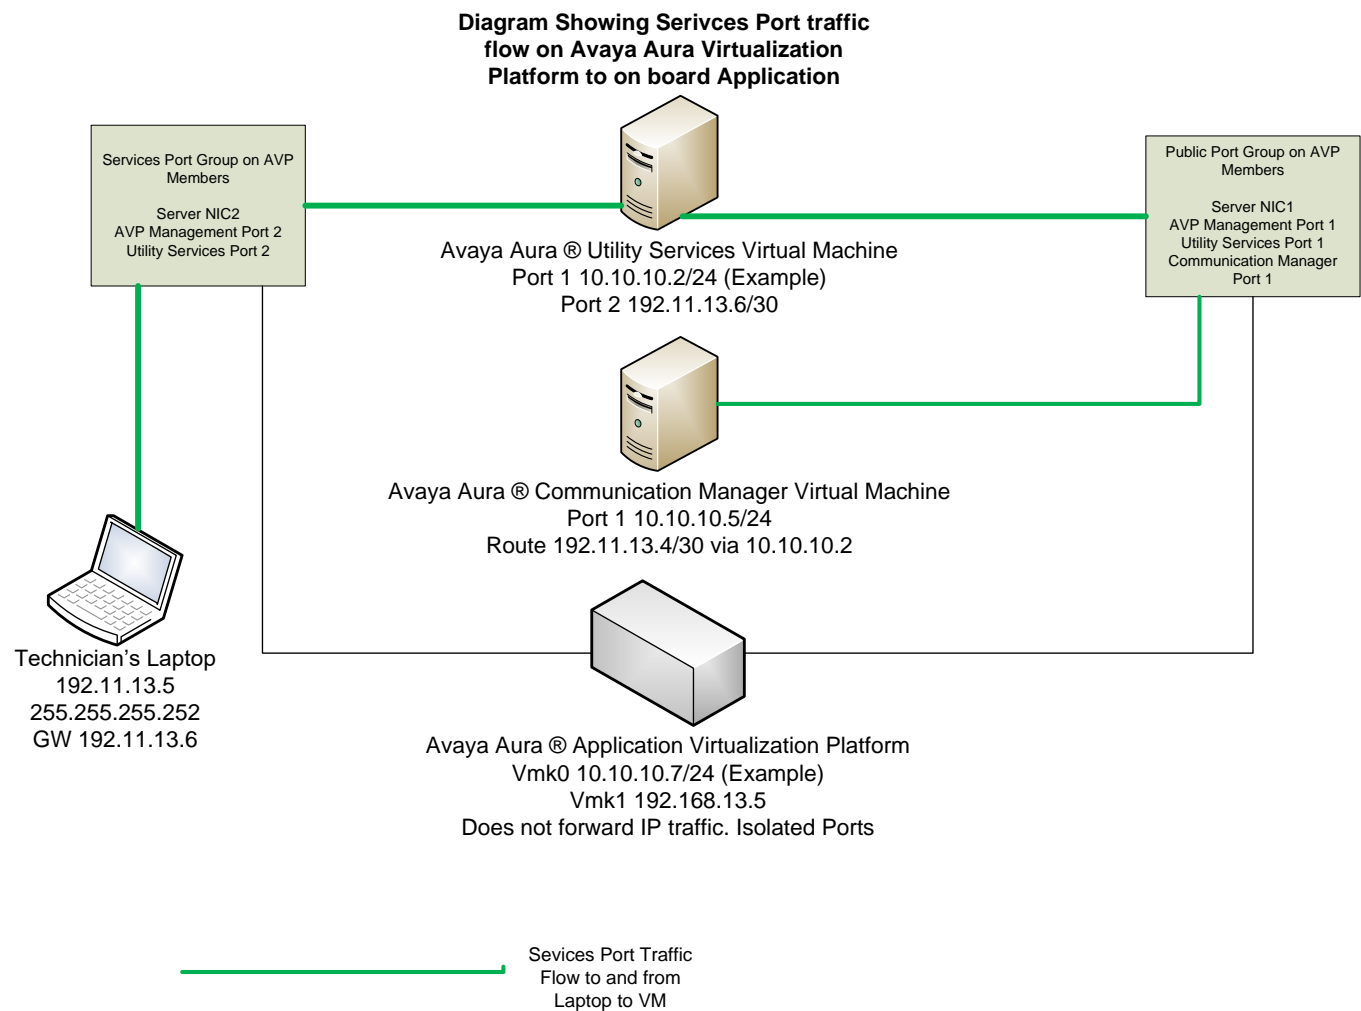 Diagram Showing Serivces Port traffic
flow on Avaya Aura Virtualization
Platform to on board Application
Services Port Group on AVP
Members
Server NIC2
AVP Management Port 2
Utility Services Port 2
Public Port Group on AVP
Members
Server NIC1
AVP Management Port 1
Utility Services Port 1
Communication Manager
Port 1
Avaya Aura ® Utility Services Virtual Machine
Port 1 10.10.10.2/24 (Example)
Port 2 192.11.13.6/30
Avaya Aura ® Communication Manager Virtual Machine
Port 1 10.10.10.5/24
Route 192.11.13.4/30 via 10.10.10.2
Technician’s Laptop
192.11.13.5
255.255.255.252
GW 192.11.13.6
Avaya Aura ® Application Virtualization Platform
Vmk0 10.10.10.7/24 (Example)
Vmk1 192.168.13.5
Does not forward IP traffic. Isolated Ports
Sevices Port Traffic
Flow to and from
Laptop to VM